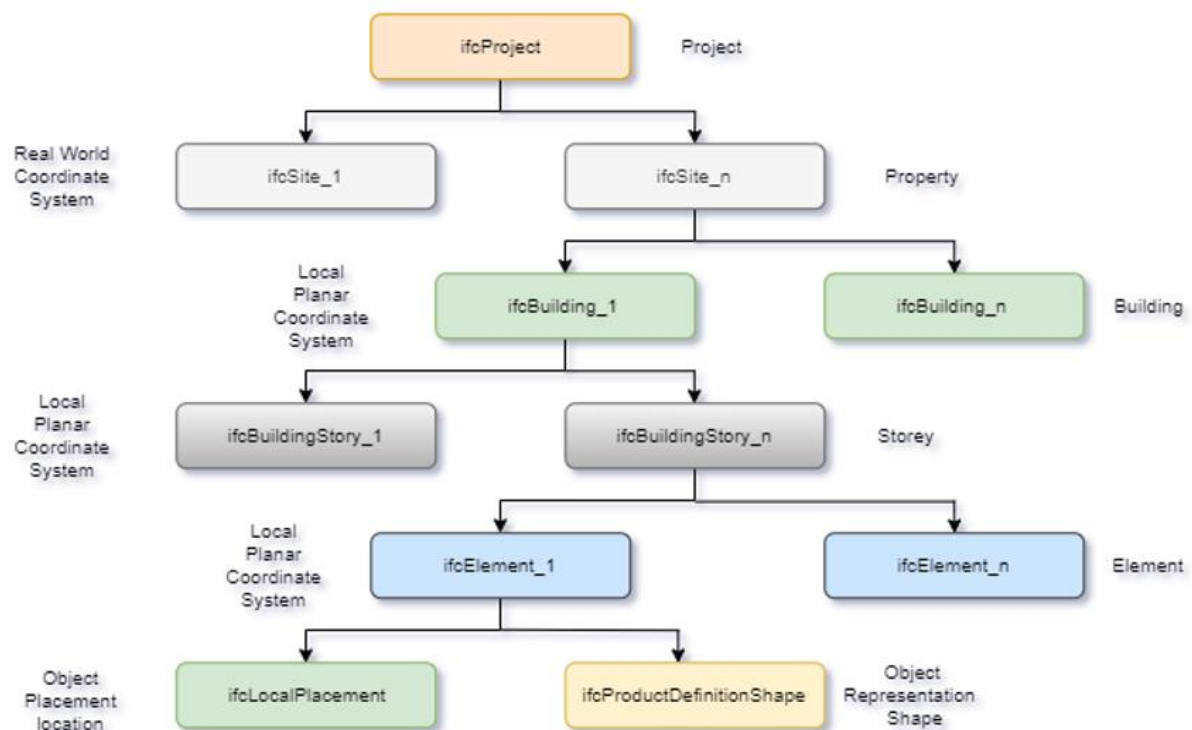 ifcProject
Project
Real World
Coordinate
System
ifcSite_1
ifcSite_n
Property
Local
Planar
Coordinate
System
ifcBuilding_1
ifcBuilding_n
Building
Local
Planar
Coordinate
System
ifcBuildingStory_1
ifcBuildingStory_n
Storey
Local
Planar
Coordinate
System
ifcElement_1
ifcElement_n
Element
Object
Placement
location
ifcLocalPlacement
ifcProductDefinitionShape
Object
Representation
Shape